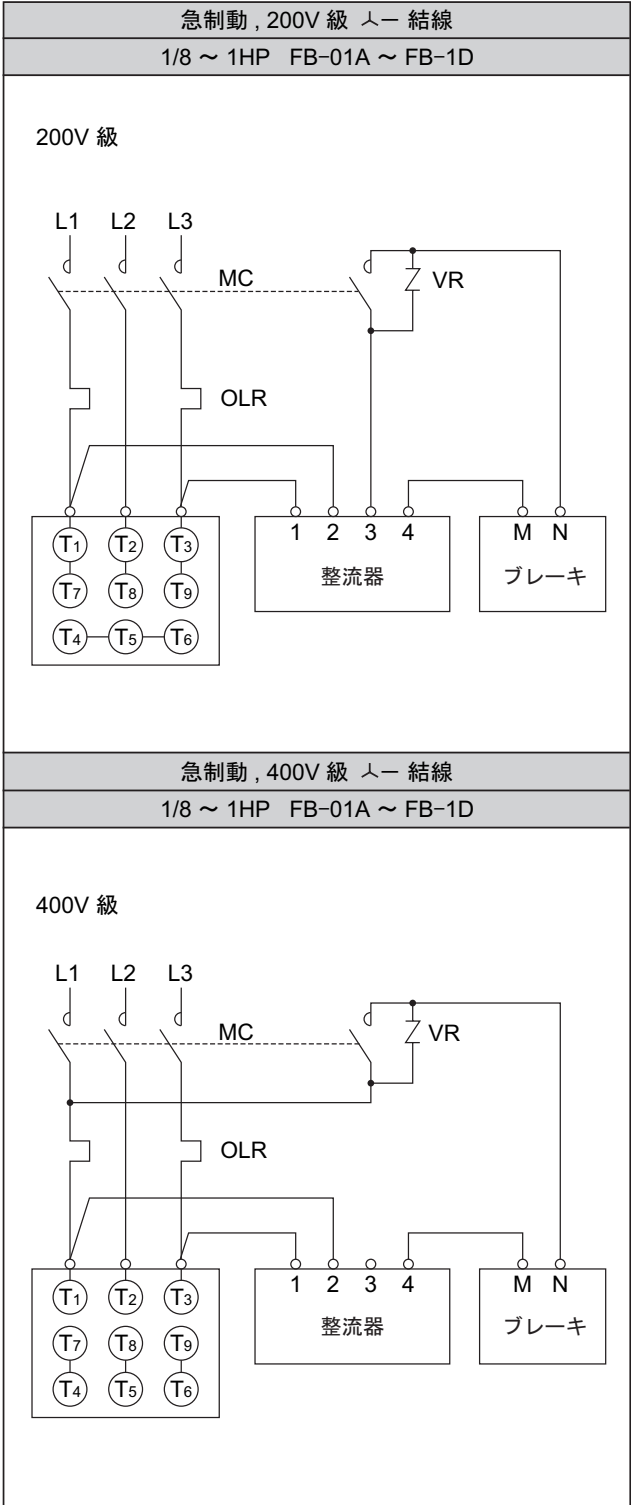 急制動 , 200V 級 人ー 結線
1/8 ～ 1HP FB-01A ～ FB-1D
200V 級
L1 L2 L3
MC
VR
OLR
1 2 3 4
M N
T1 T2 T3
整流器
ブレーキ
T7 T8 T9
T4 T5 T6
急制動 , 400V 級 人ー 結線
1/8 ～ 1HP FB-01A ～ FB-1D
400V 級
L1 L2 L3
MC
VR
OLR
1 2 3 4
M N
T1 T2 T3
整流器
ブレーキ
T7 T8 T9
T4 T5 T6